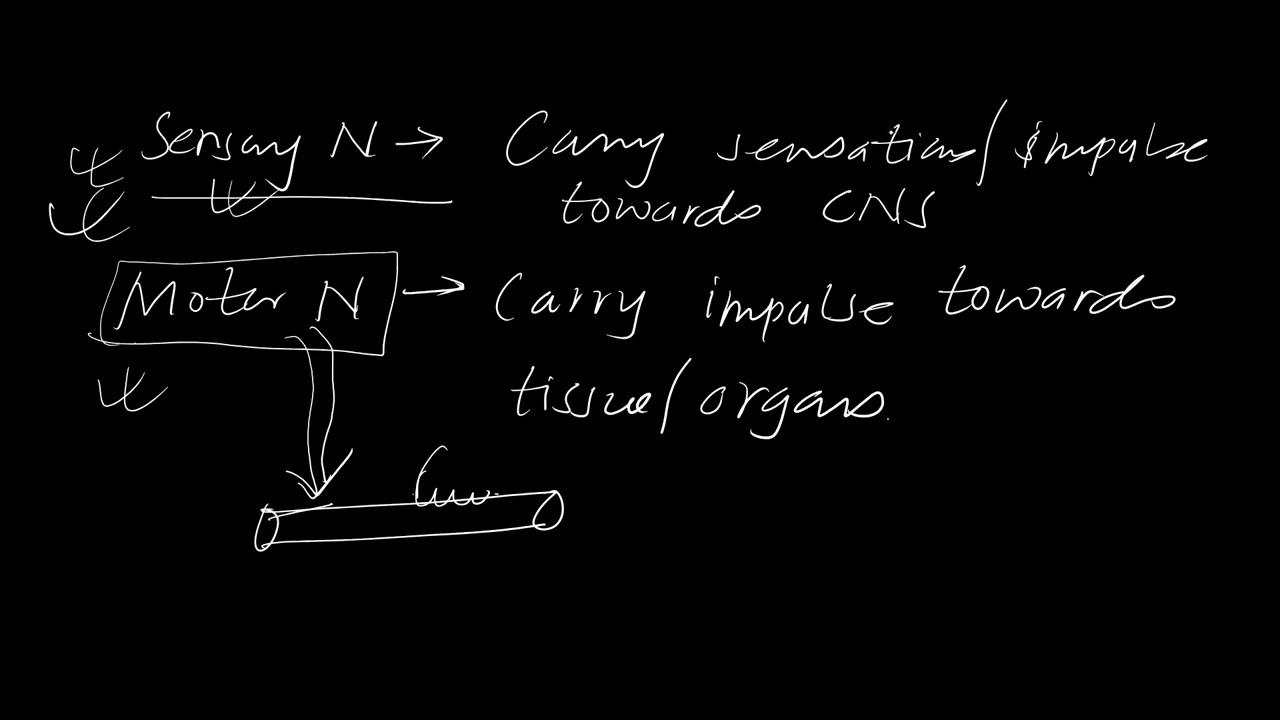 Sensory N → Carry sensation/impulse
towards CNS
Motor N → Carry impulse towards
tissue/organs.